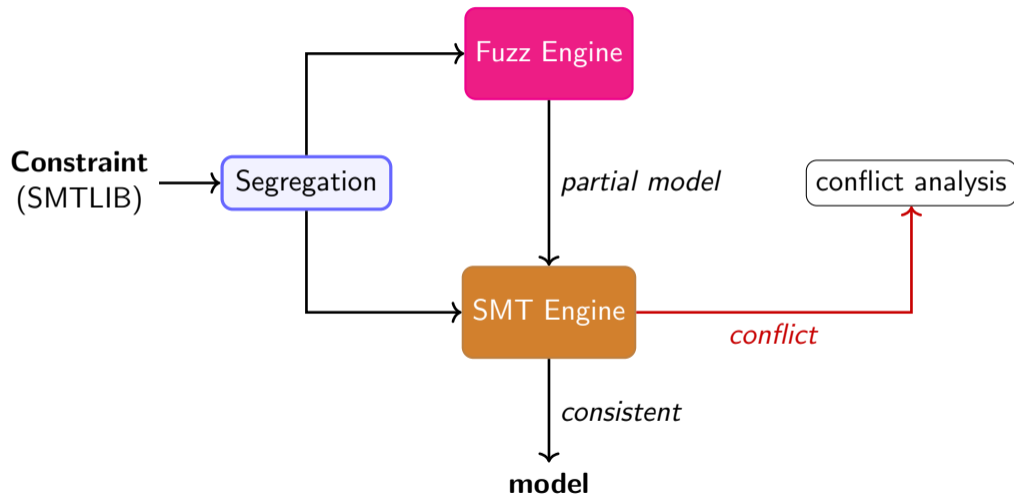 Fuzz Engine
Constraint
(SMTLIB)
Segregation
partial model
conflict analysis
SMT Engine
conflict
consistent
model